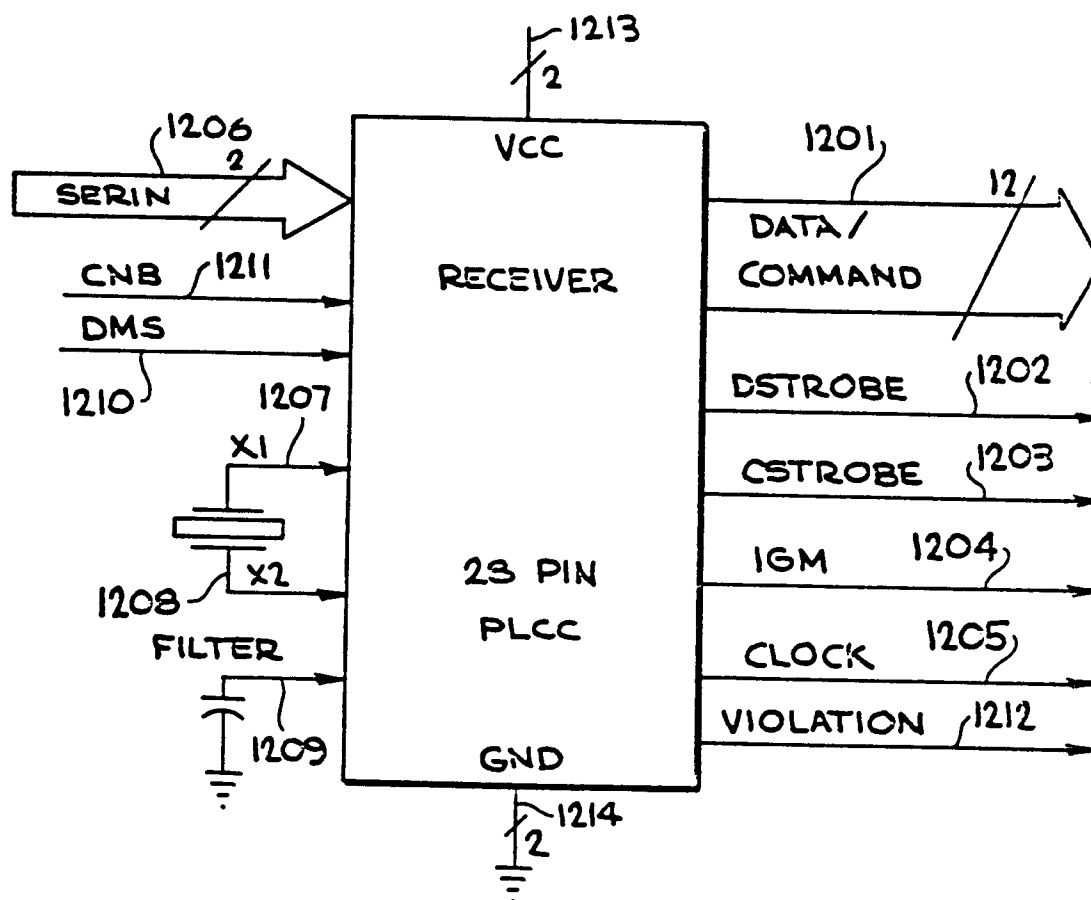 1213
2
1206
2
SERIN
VCC
1201
12
DATA/
COMMAND
CNB
1211
RECEIVER
DMS
1210
1207
DSTROBE
1202
X1
CSTROBE
1203
X2
1208
28 PIN
PLCC
IGM
1204
FILTER
1209
CLOCK
1205
VIOLATION
1212
GND
1214
2